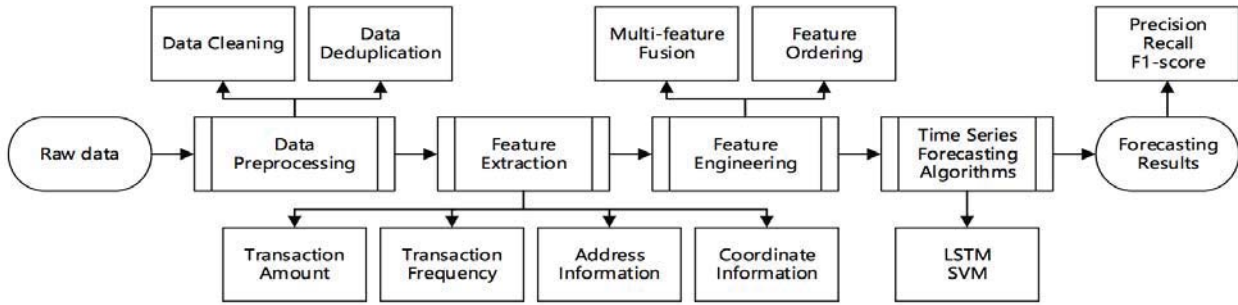 Data Cleaning
Data
Deduplication
Multi-feature
Fusion
Feature
Ordering
Precision
Recall
F1-score
Raw data
Data
Preprocessing
Feature
Extraction
Feature
Engineering
Time Series
Forecasting
Algorithms
Forecasting
Results
Transaction
Amount
Transaction
Frequency
Address
Information
Coordinate
Information
LSTM
SVM